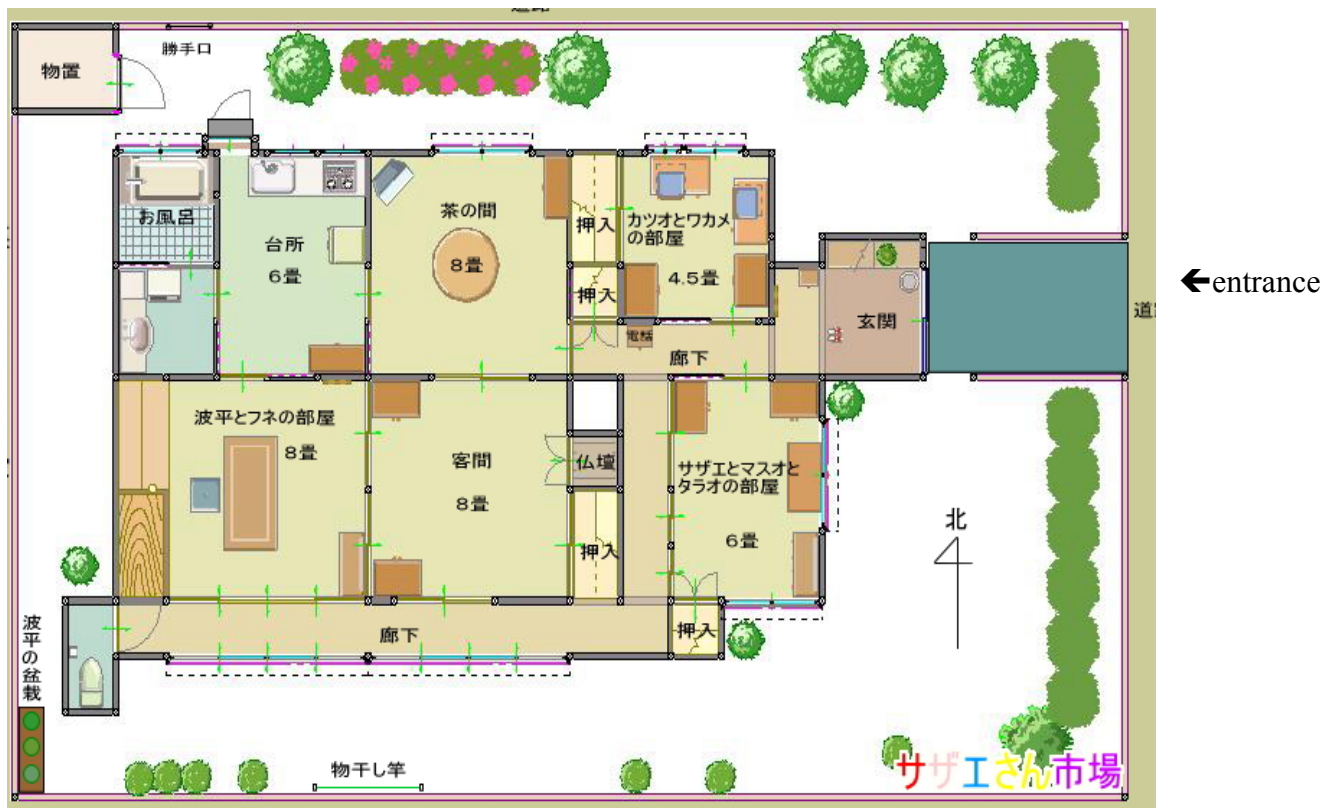 道路
勝手口
物置
お風呂
台所
6畳
茶の間
8畳
押入
押入
カツオとワカメ
の部屋
4.5畳
電話
廊下
玄関
←entrance
波平とフネの部屋
8畳
客間
8畳
仏壇
押入
サザエとマスオと
タラオの部屋
6畳
北
廊下
押入
波平の盆栽
物干し竿
サザエさん市場